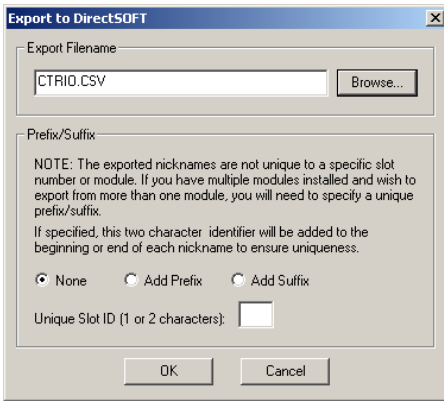 Export to DirectSOFT
Export Filename
CTRIO.CSV
Browse...
Prefix/Suffix
NOTE: The exported nicknames are not unique to a specific slot
number or module. If you have multiple modules installed and wish to
export from more than one module, you will need to specify a unique
prefix/suffix.
If specified, this two character identifier will be added to the
beginning or end of each nickname to ensure uniqueness.
None Add Prefix Add Suffix
Unique Slot ID (1 or 2 characters):
OK Cancel